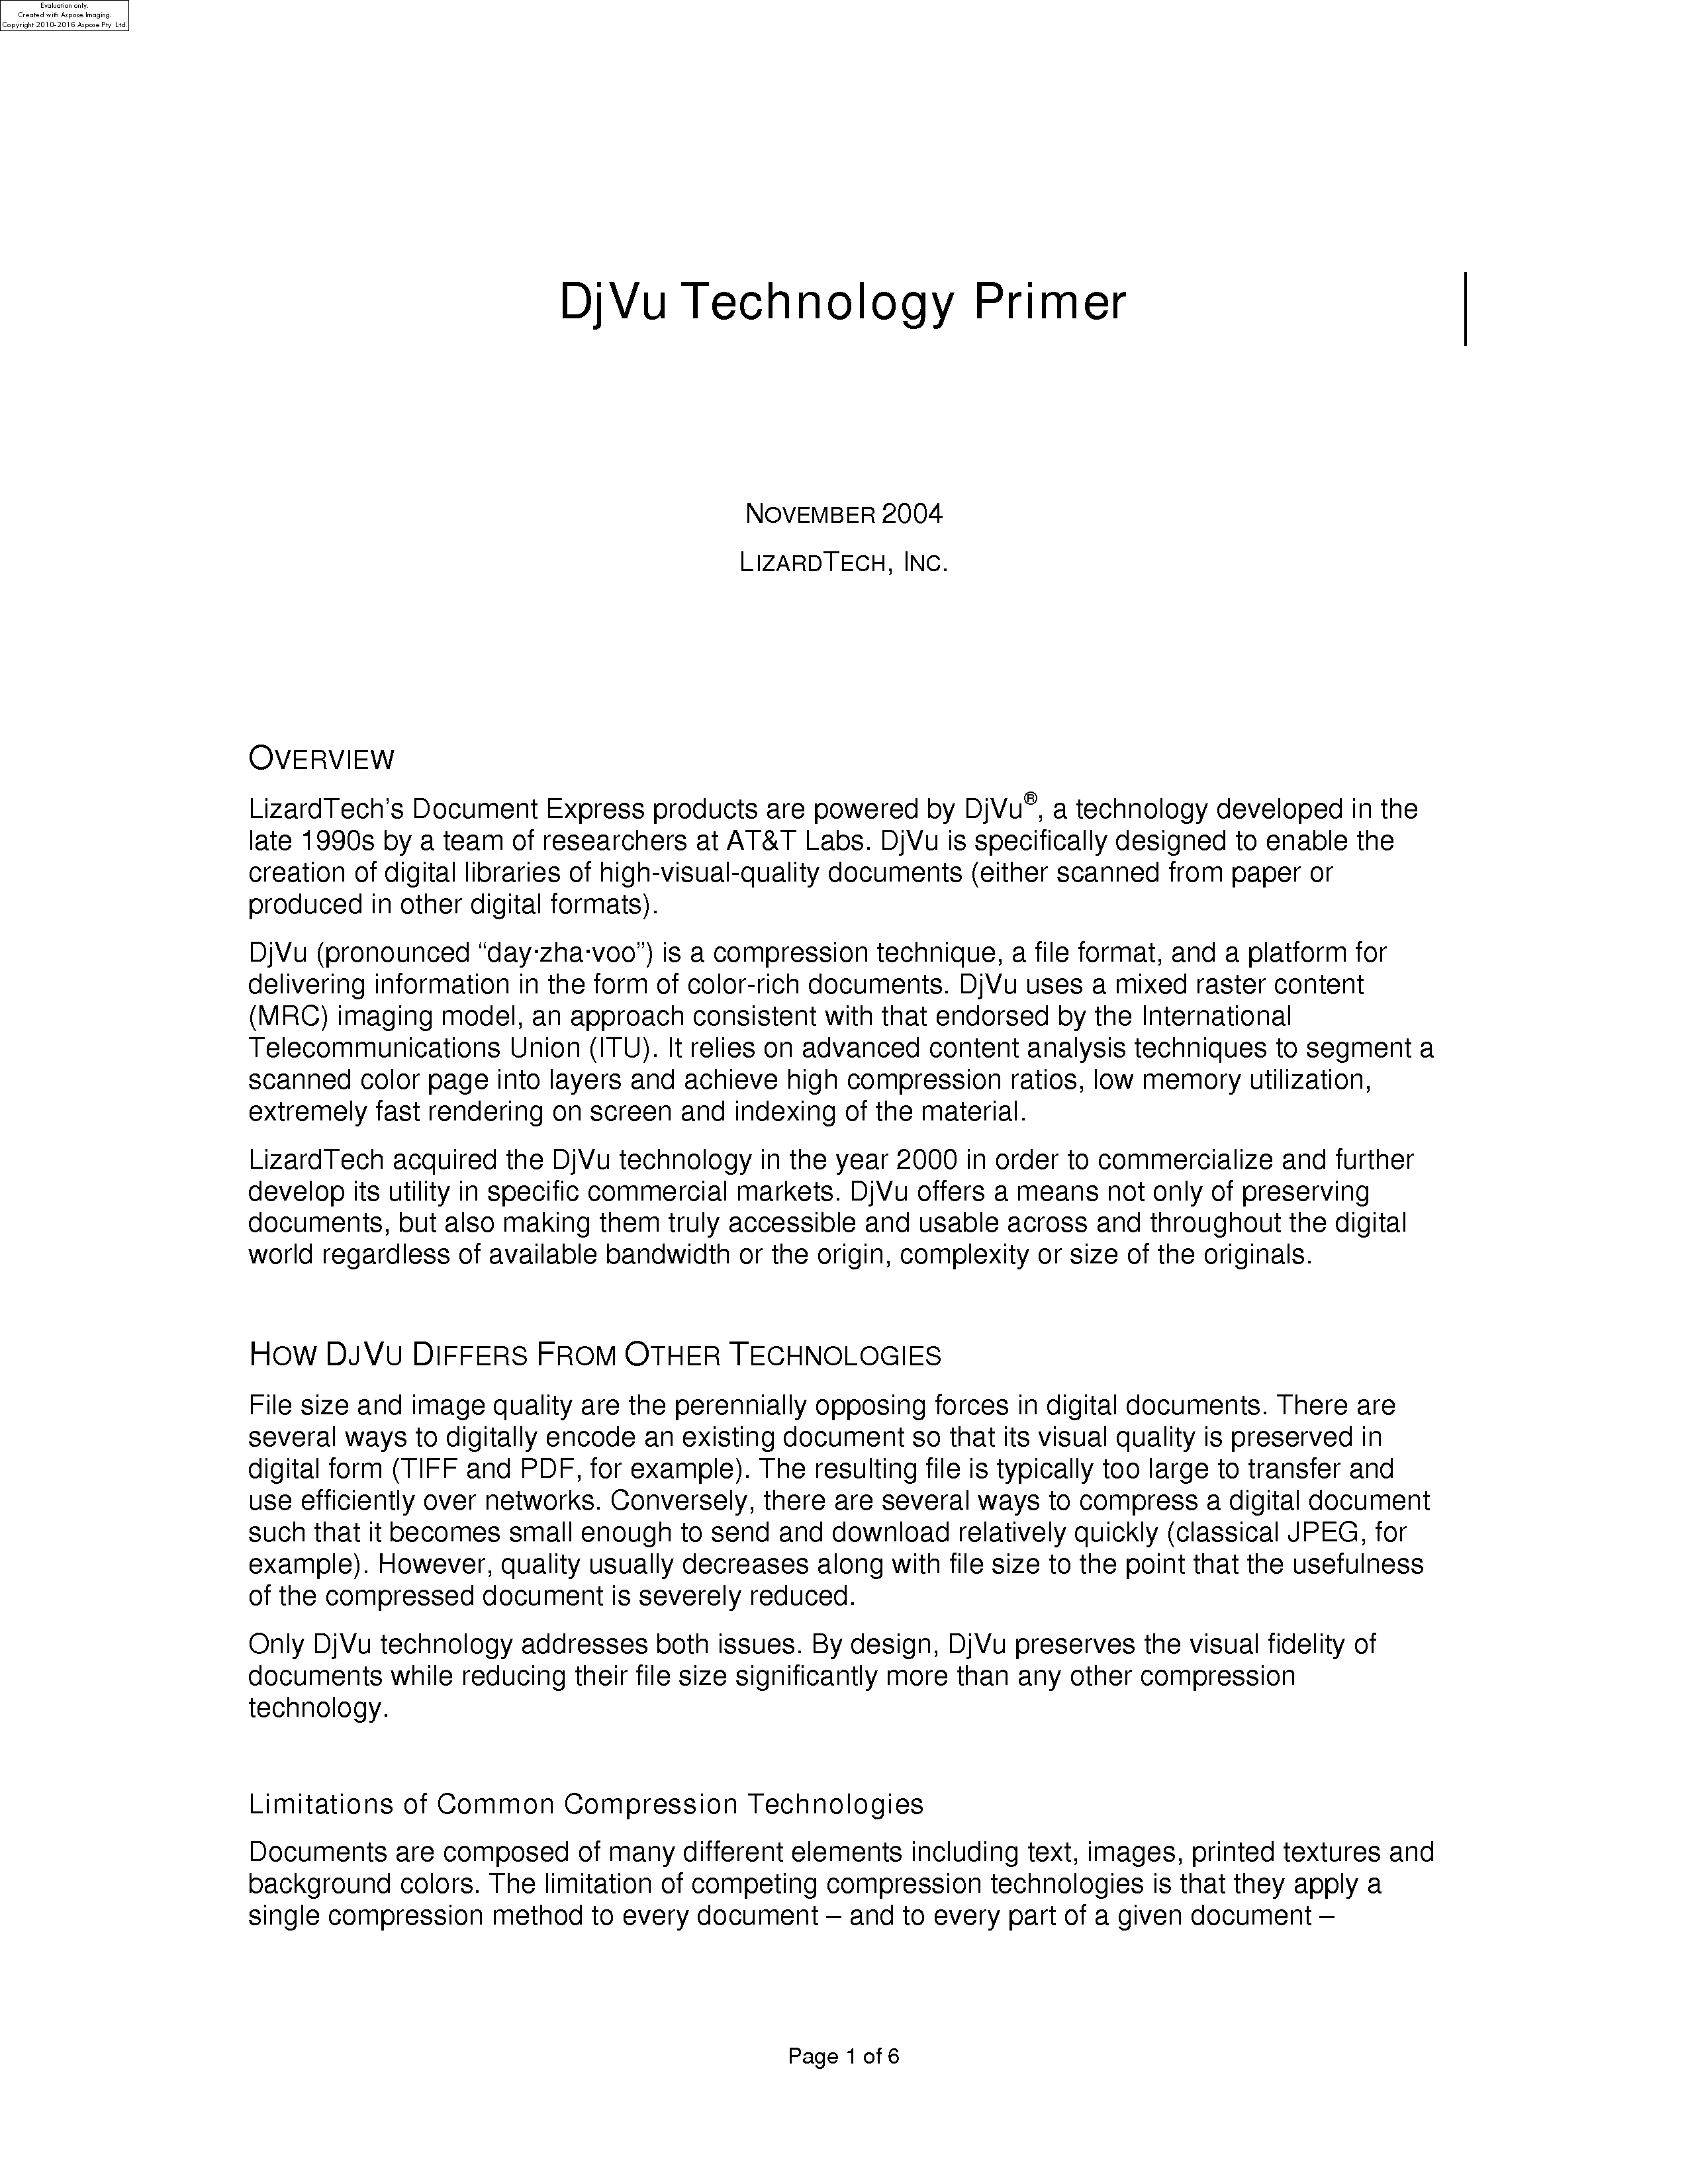 Evaluation only.
Created with Aspose.Imaging.
Copyright 2010-2016 Aspose Pty Ltd.
DjVu Technology Primer
NOVEMBER 2004
LIZARDTECH, INC.
OVERVIEW
LizardTech’s Document Express products are powered by DjVu®, a technology developed in the
late 1990s by a team of researchers at AT&T Labs. DjVu is specifically designed to enable the
creation of digital libraries of high-visual-quality documents (either scanned from paper or
produced in other digital formats).
DjVu (pronounced “day·zha·voo”) is a compression technique, a file format, and a platform for
delivering information in the form of color-rich documents. DjVu uses a mixed raster content
(MRC) imaging model, an approach consistent with that endorsed by the International
Telecommunications Union (ITU). It relies on advanced content analysis techniques to segment a
scanned color page into layers and achieve high compression ratios, low memory utilization,
extremely fast rendering on screen and indexing of the material.
LizardTech acquired the DjVu technology in the year 2000 in order to commercialize and further
develop its utility in specific commercial markets. DjVu offers a means not only of preserving
documents, but also making them truly accessible and usable across and throughout the digital
world regardless of available bandwidth or the origin, complexity or size of the originals.
HOW DJVU DIFFERS FROM OTHER TECHNOLOGIES
File size and image quality are the perennially opposing forces in digital documents. There are
several ways to digitally encode an existing document so that its visual quality is preserved in
digital form (TIFF and PDF, for example). The resulting file is typically too large to transfer and
use efficiently over networks. Conversely, there are several ways to compress a digital document
such that it becomes small enough to send and download relatively quickly (classical JPEG, for
example). However, quality usually decreases along with file size to the point that the usefulness
of the compressed document is severely reduced.
Only DjVu technology addresses both issues. By design, DjVu preserves the visual fidelity of
documents while reducing their file size significantly more than any other compression
technology.
Limitations of Common Compression Technologies
Documents are composed of many different elements including text, images, printed textures and
background colors. The limitation of competing compression technologies is that they apply a
single compression method to every document – and to every part of a given document –
Page 1 of 6